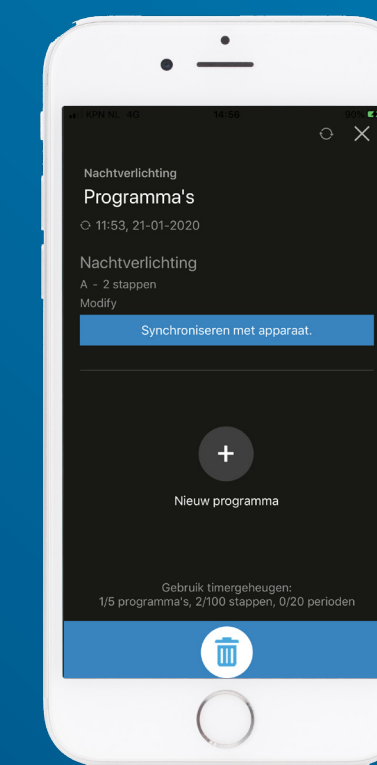 KPN NL 4G 14:56 90%
Nachtverlichting
Programma's
11:53, 21-01-2020
Nachtverlichting
A - 2 stappen
Modify
Synchroniseren met apparaat.
+
Nieuw programma
Gebruik timergeheugen:
1/5 programma's, 2/100 stappen, 0/20 perioden